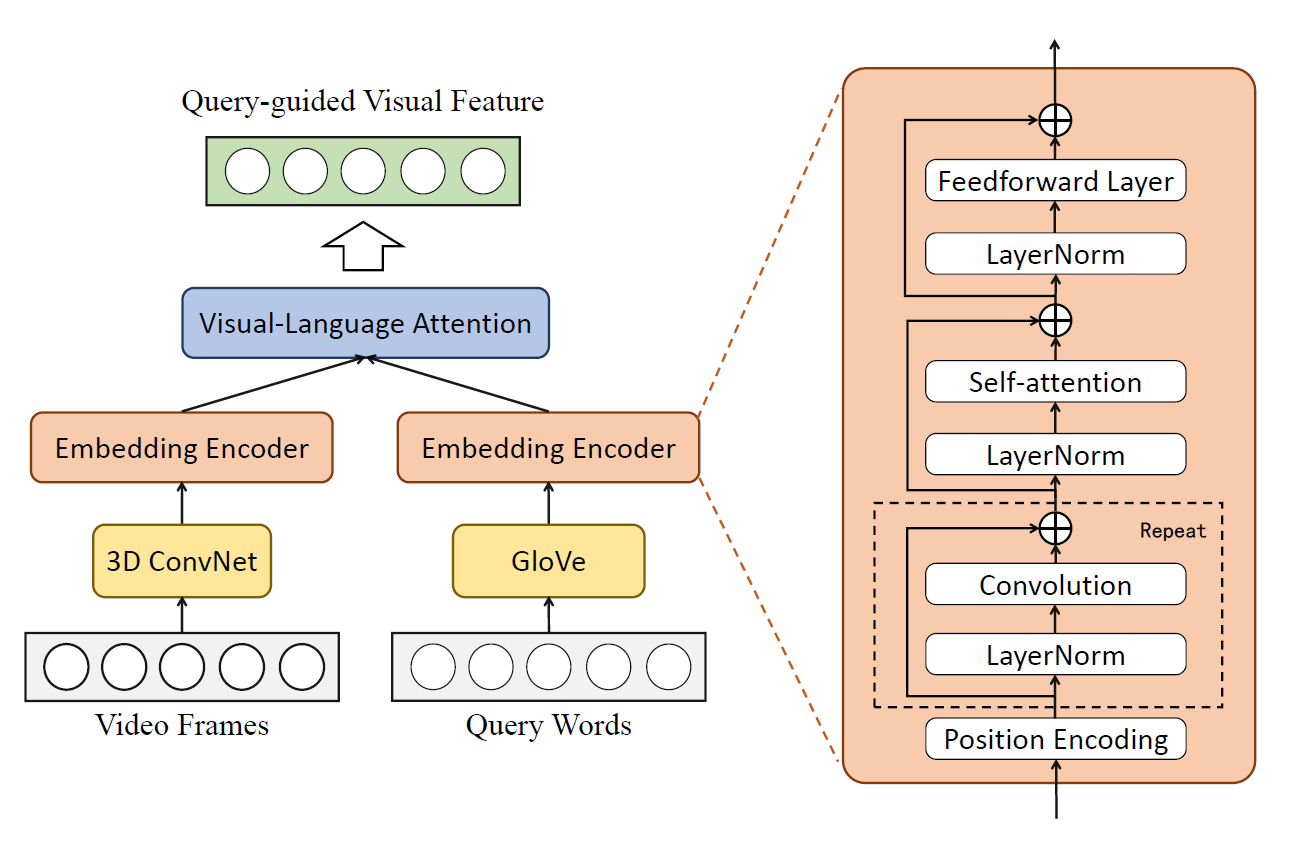 Query-guided Visual Feature
Visual-Language Attention
Embedding Encoder
Embedding Encoder
3D ConvNet
GloVe
Video Frames
Query Words
Feedforward Layer
LayerNorm
Self-attention
LayerNorm
Repeat
Convolution
LayerNorm
Position Encoding